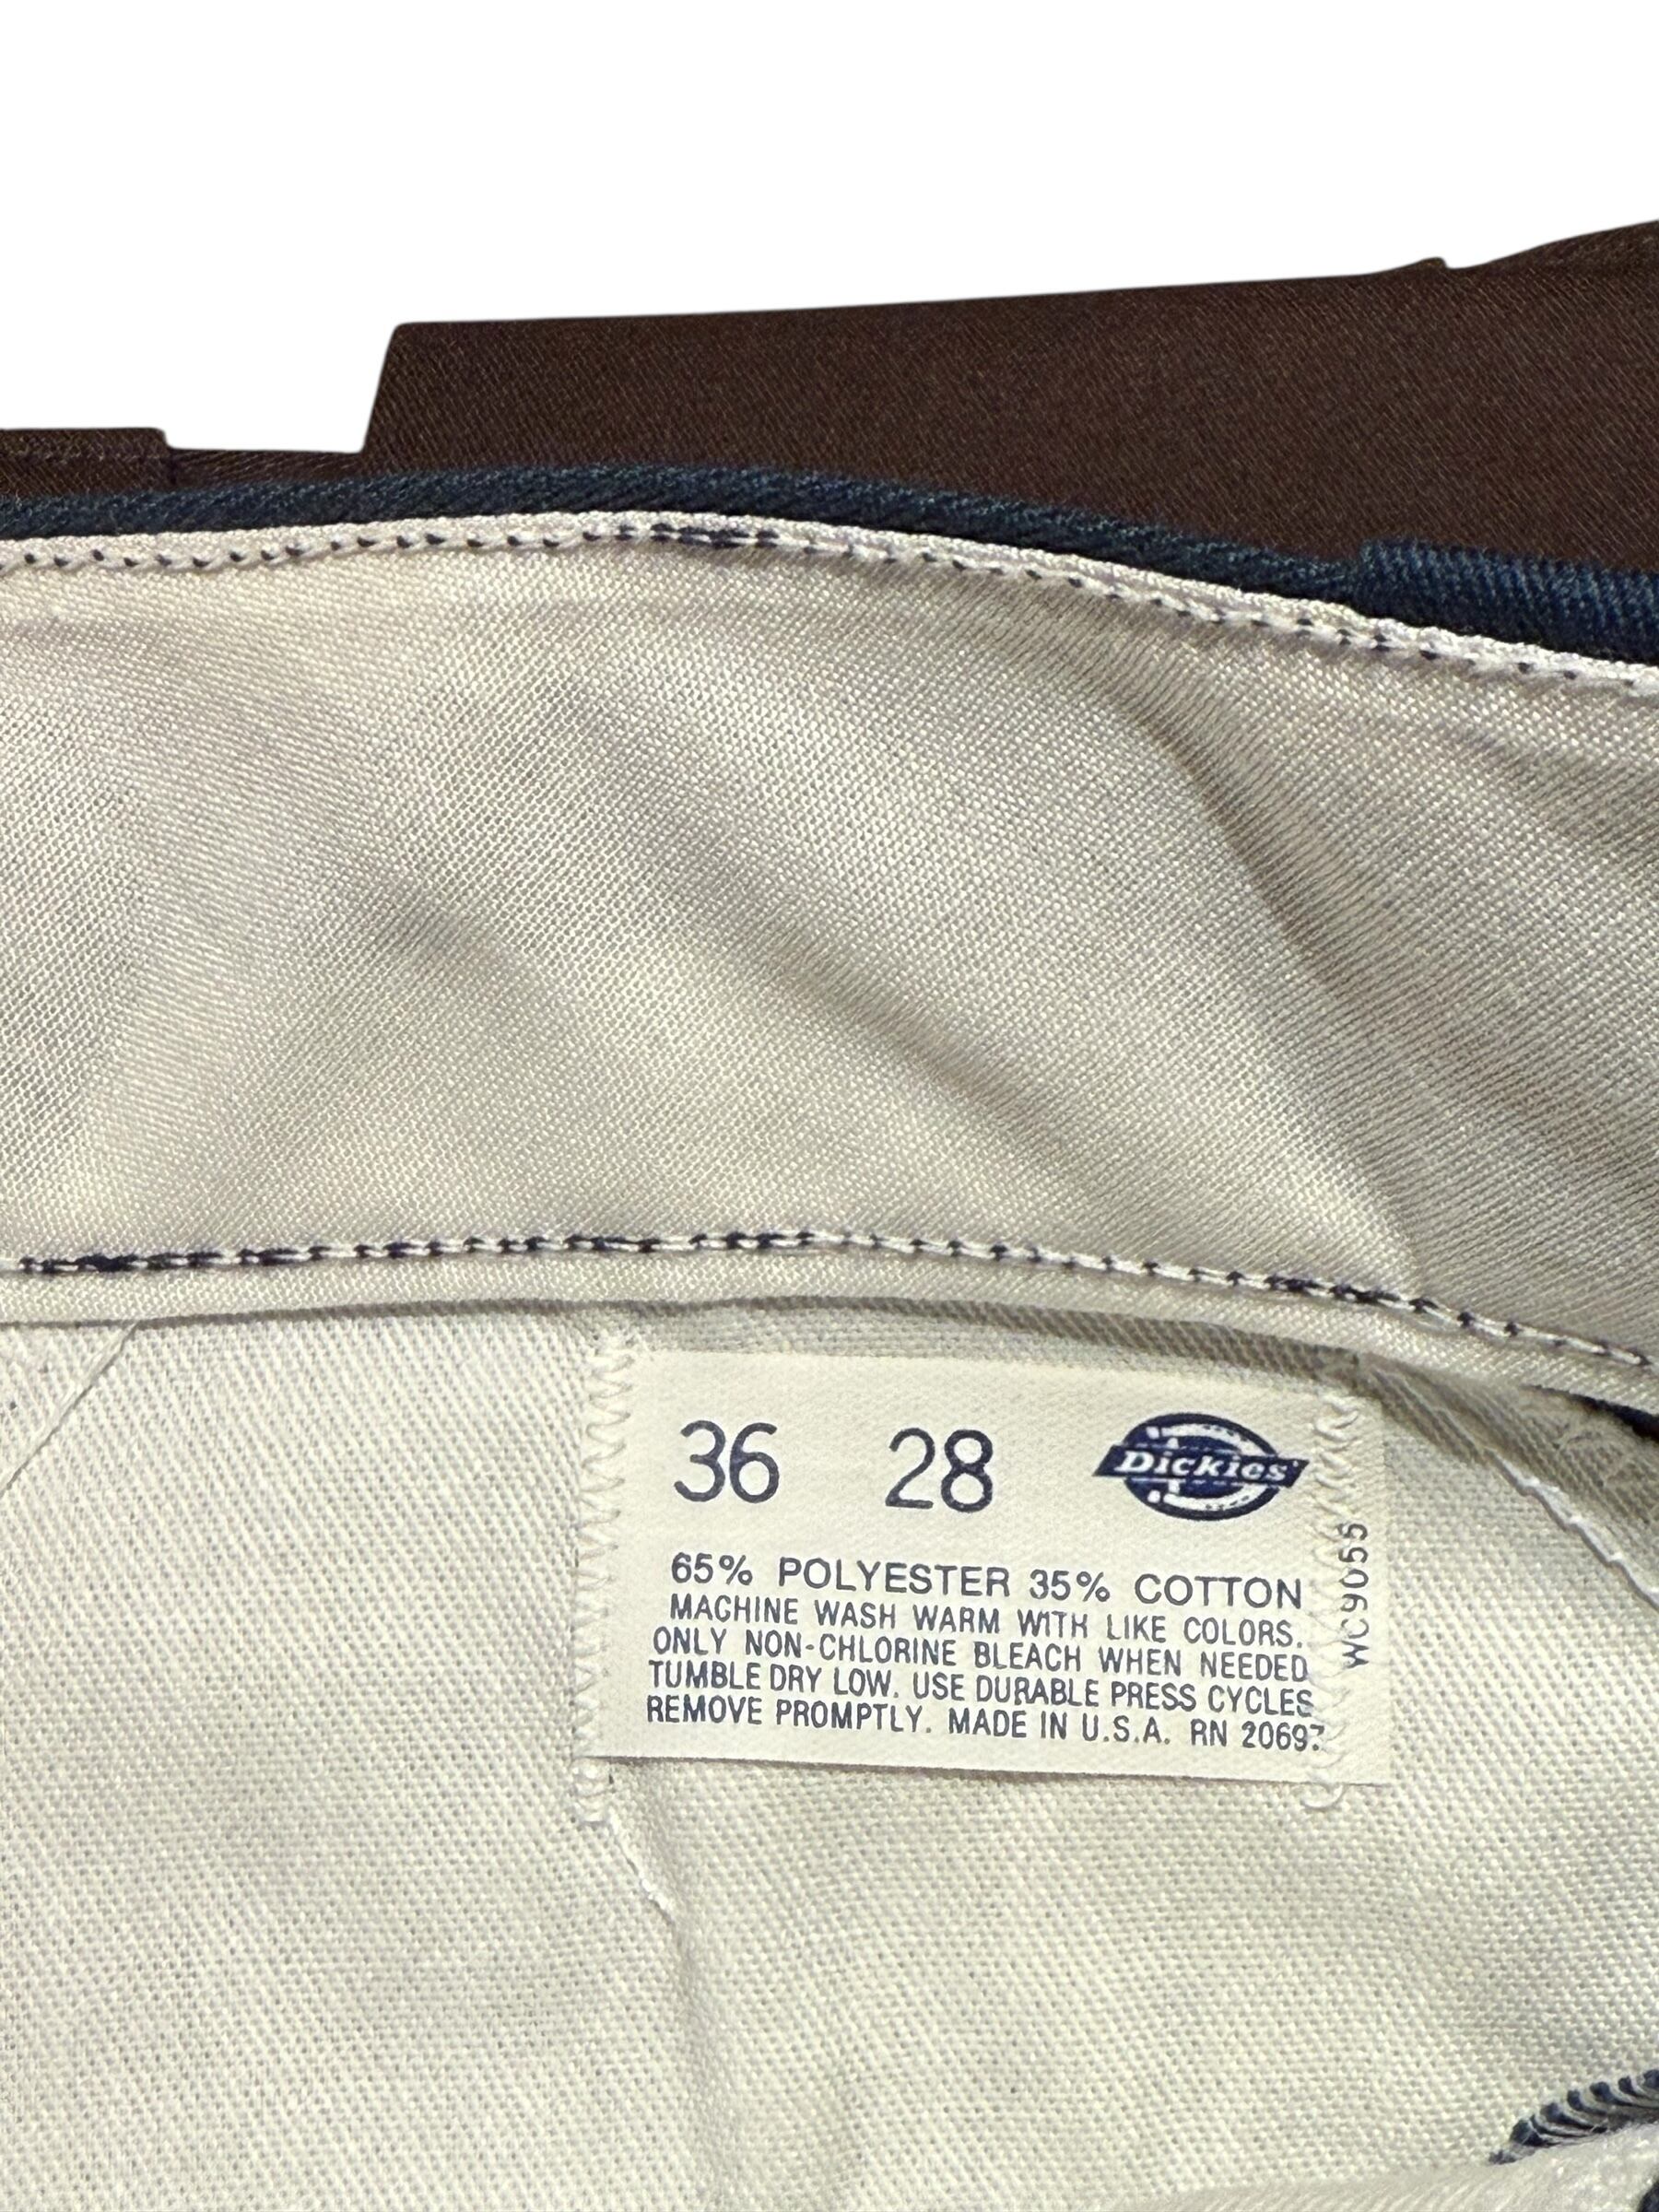 36 28 Dickies
65% POLYESTER 35% COTTON
MACHINE WASH WARM WITH LIKE COLORS.
ONLY NON-CHLORINE BLEACH WHEN NEEDED
TUMBLE DRY LOW. USE DURABLE PRESS CYCLES
REMOVE PROMPTLY. MADE IN U.S.A. RN 20697
WC9055